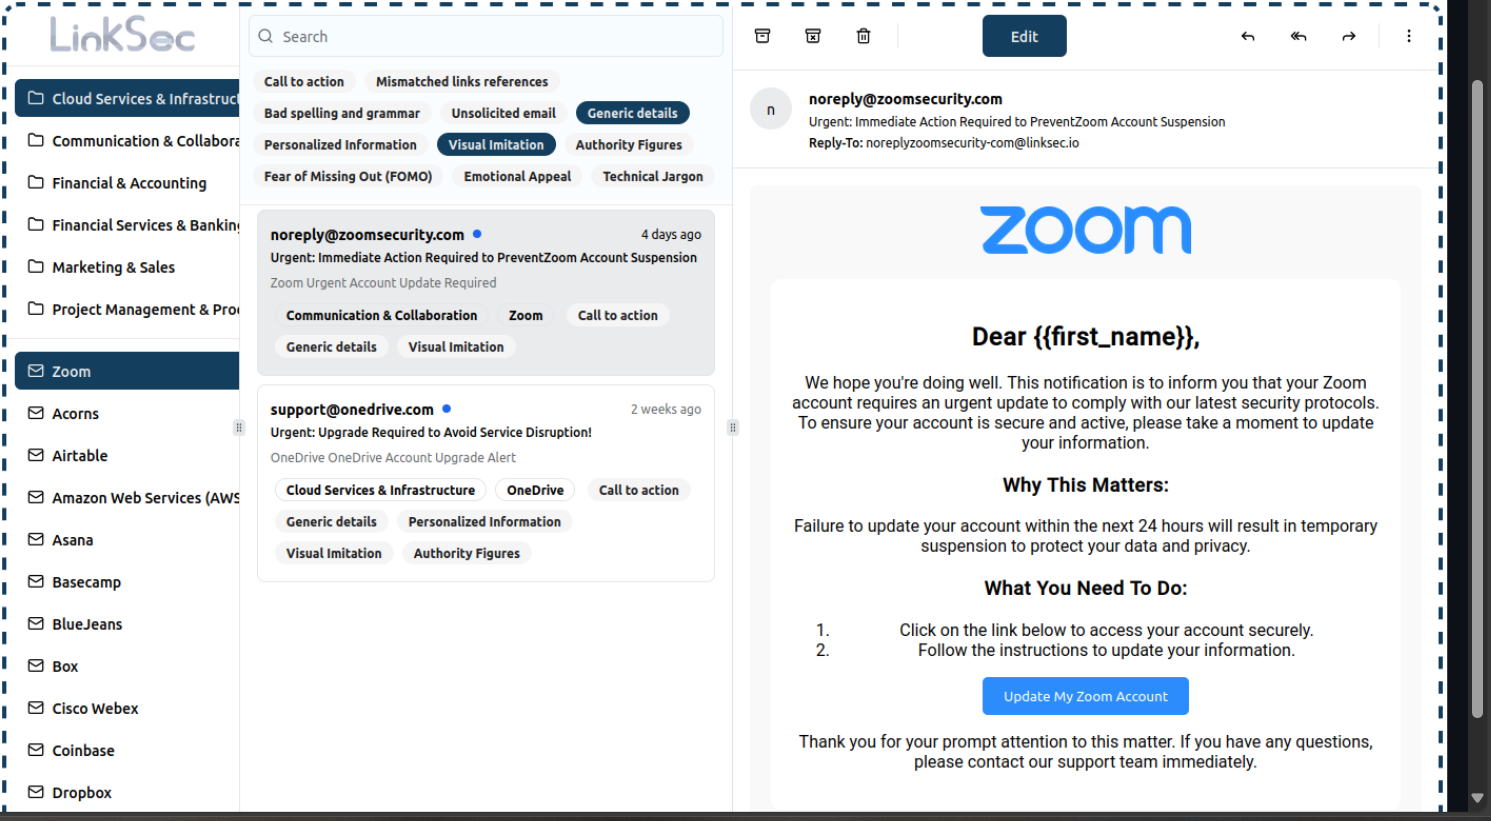 LinkSec
Cloud Services & Infrastruct
Communication & Collabora
Financial & Accounting
Financial Services & Banking
Marketing & Sales
Project Management & Pro
Zoom
Acorns
Airtable
Amazon Web Services (AWS
Asana
Basecamp
BlueJeans
Box
Cisco Webex
Coinbase
Dropbox
Search
Call to action Mismatched links references
Bad spelling and grammar Unsolicited email Generic details
Personalized Information Visual Imitation Authority Figures
Fear of Missing Out (FOMO) Emotional Appeal Technical Jargon
noreply@zoomsecurity.com 4 days ago
Urgent: Immediate Action Required to PreventZoom Account Suspension
Zoom Urgent Account Update Required
Communication & Collaboration Zoom Call to action
Generic details Visual Imitation
support@onedrive.com 2 weeks ago
Urgent: Upgrade Required to Avoid Service Disruption!
OneDrive OneDrive Account Upgrade Alert
Cloud Services & Infrastructure OneDrive Call to action
Generic details Personalized Information
Visual Imitation Authority Figures
Edit
n
noreply@zoomsecurity.com
Urgent: Immediate Action Required to PreventZoom Account Suspension
Reply-To: noreplyzoomsecurity-com@linksec.io
zoom
Dear {{first_name}},
We hope you're doing well. This notification is to inform you that your Zoom
account requires an urgent update to comply with our latest security protocols.
To ensure your account is secure and active, please take a moment to update
your information.
Why This Matters:
Failure to update your account within the next 24 hours will result in temporary
suspension to protect your data and privacy.
What You Need To Do:
1. Click on the link below to access your account securely.
2. Follow the instructions to update your information.
Update My Zoom Account
Thank you for your prompt attention to this matter. If you have any questions,
please contact our support team immediately.